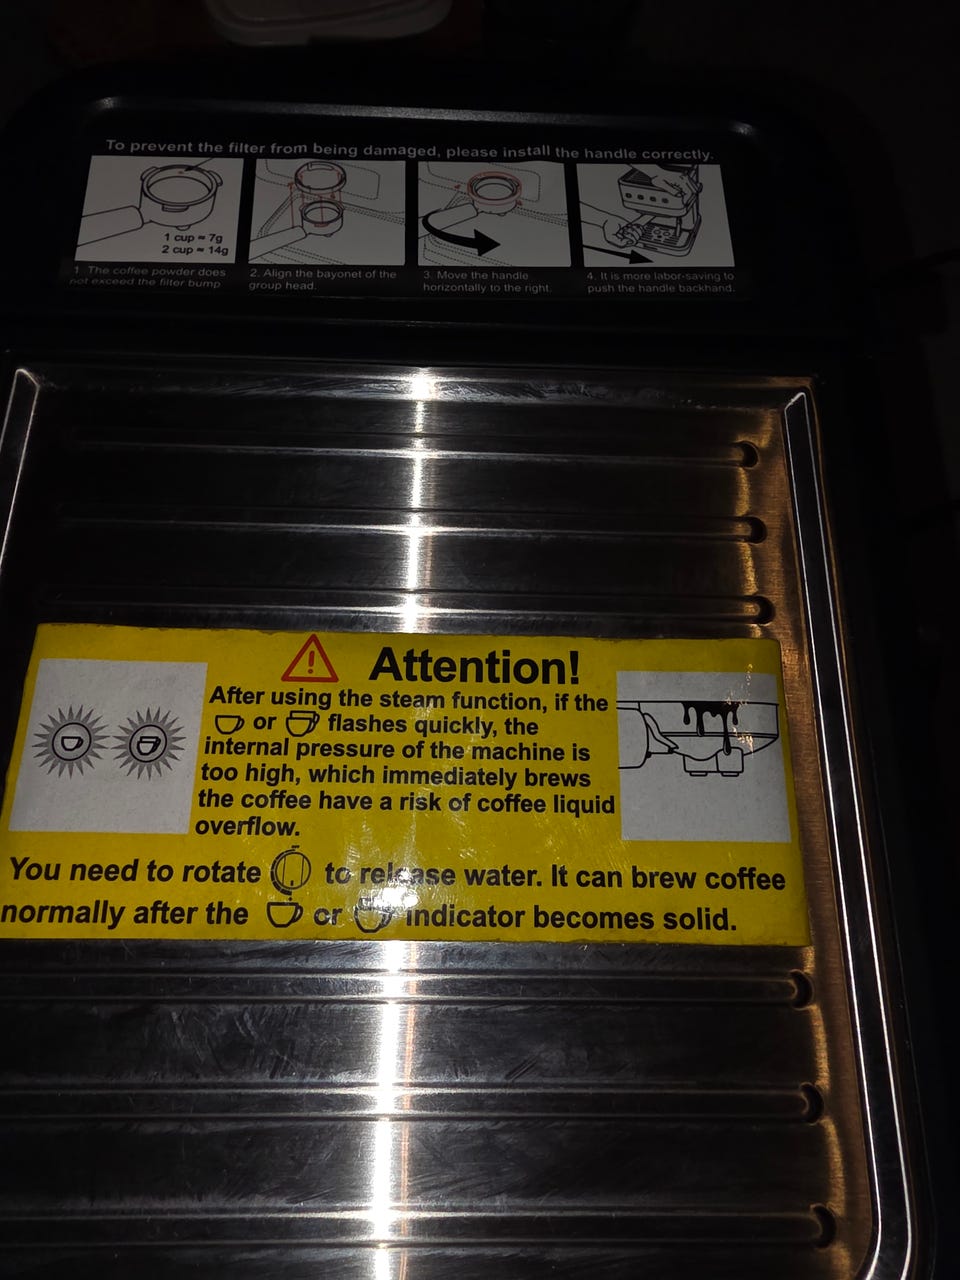 To prevent the filter from being damaged, please install the handle correctly.
1 cup ≈ 7g
2 cup ≈ 14g
1. The coffee powder does
not exceed the filter bump
2. Align the bayonet of the
group head.
3. Move the handle
horizontally to the right.
4. It is more labor-saving to
push the handle backhand.
Attention!
After using the steam function, if the
or flashes quickly, the
internal pressure of the machine is
too high, which immediately brews
the coffee have a risk of coffee liquid
overflow.
You need to rotate to release water. It can brew coffee
normally after the or indicator becomes solid.